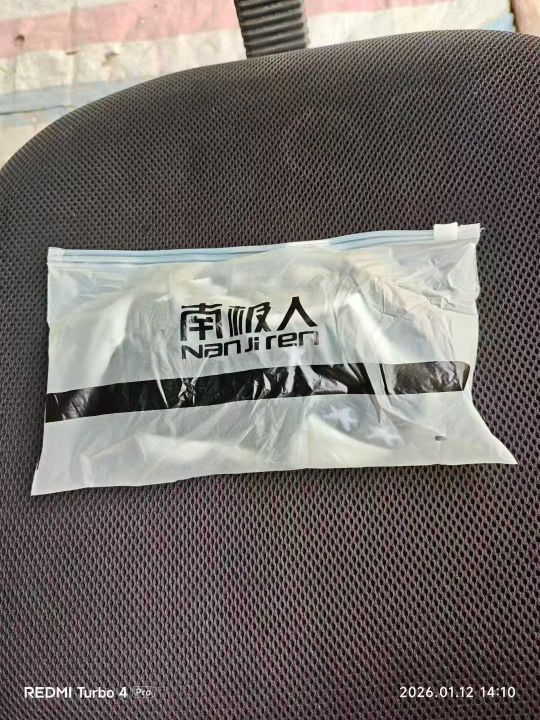 南极人
NanJiren
REDMI Turbo 4 Pro
2026.01.12 14:10